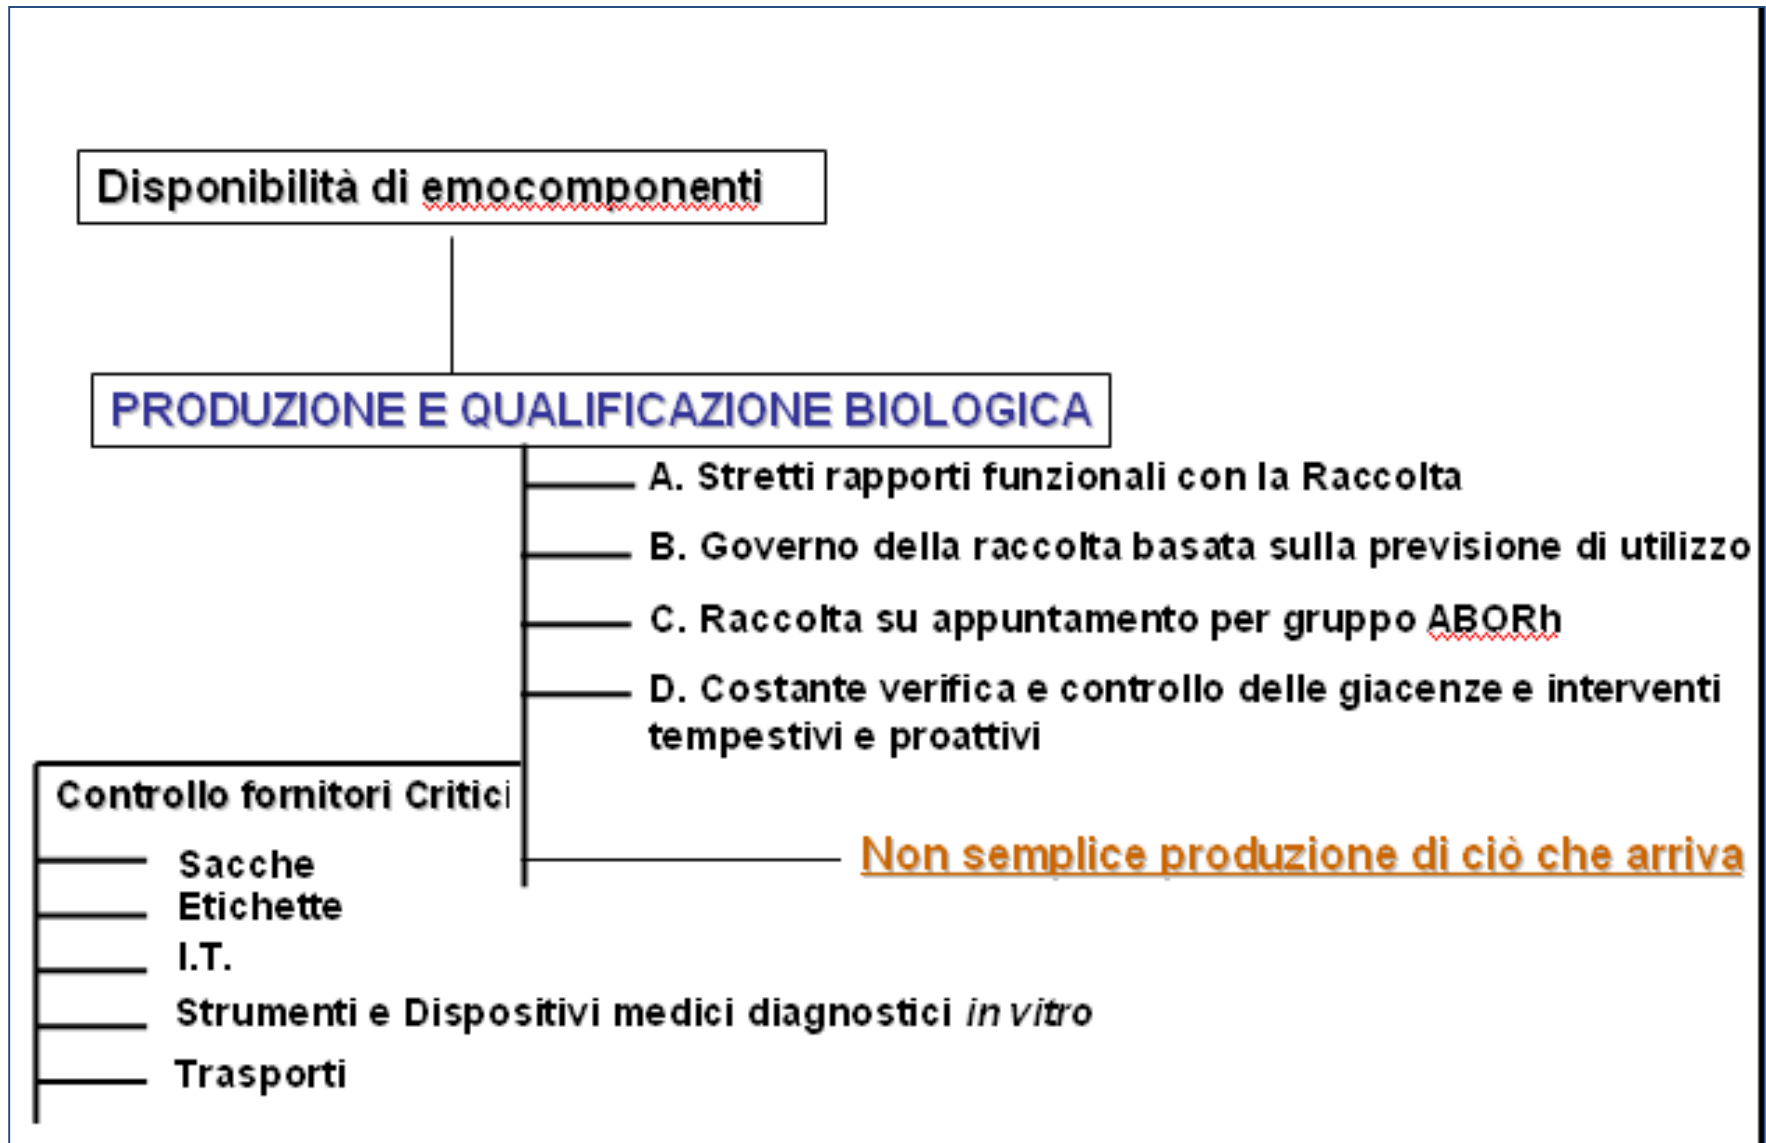 Disponibilità di emocomponenti
PRODUZIONE E QUALIFICAZIONE BIOLOGICA
A. Stretti rapporti funzionali con la Raccolta
B. Governo della raccolta basata sulla previsione di utilizzo
C. Raccolta su appuntamento per gruppo ABORh
D. Costante verifica e controllo delle giacenze e interventi
tempestivi e proattivi
Controllo fornitori Critici
Non semplice produzione di ciò che arriva
Sacche
Etichette
I.T.
Strumenti e Dispositivi medici diagnostici in vitro
Trasporti